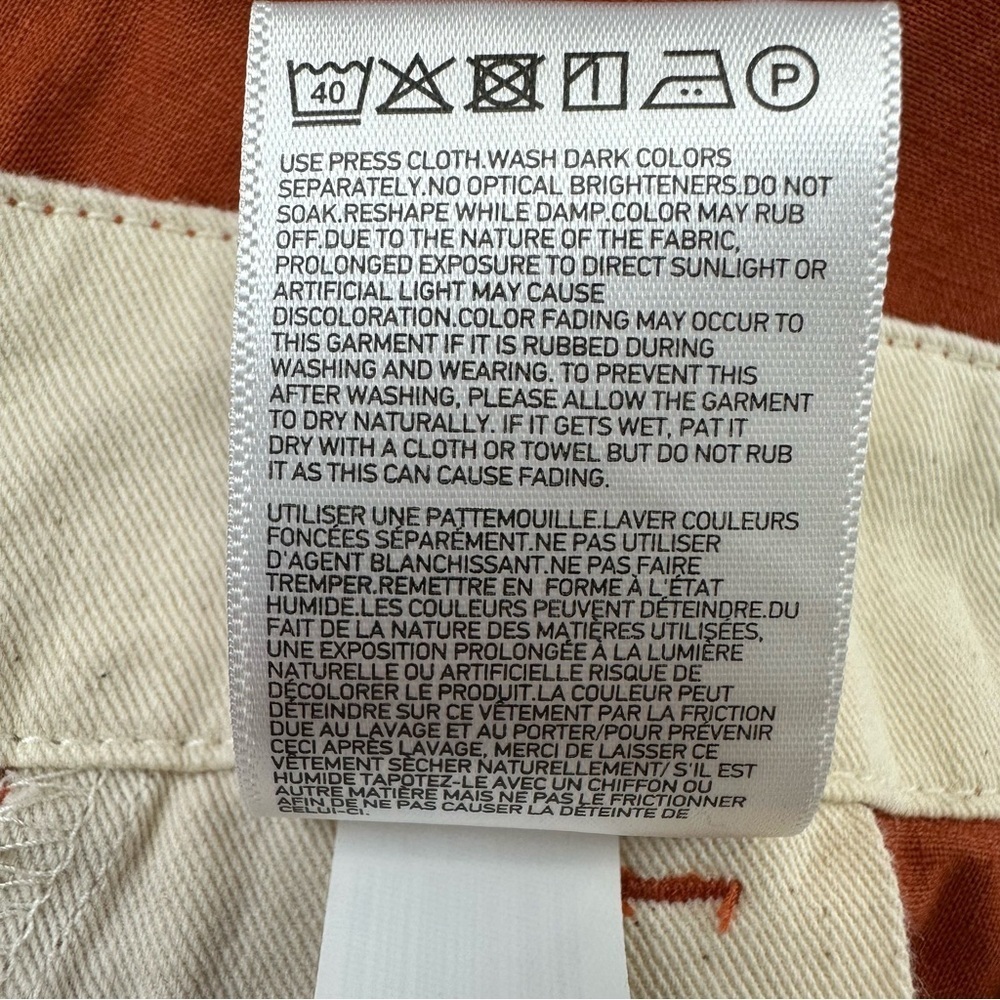 40 P
USE PRESS CLOTH.WASH DARK COLORS
SEPARATELY.NO OPTICAL BRIGHTENERS.DO NOT
SOAK.RESHAPE WHILE DAMP.COLOR MAY RUB
OFF.DUE TO THE NATURE OF THE FABRIC,
PROLONGED EXPOSURE TO DIRECT SUNLIGHT OR
ARTIFICIAL LIGHT MAY CAUSE
DISCOLORATION.COLOR FADING MAY OCCUR TO
THIS GARMENT IF IT IS RUBBED DURING
WASHING AND WEARING. TO PREVENT THIS
AFTER WASHING, PLEASE ALLOW THE GARMENT
TO DRY NATURALLY. IF IT GETS WET, PAT IT
DRY WITH A CLOTH OR TOWEL BUT DO NOT RUB
IT AS THIS CAN CAUSE FADING.
UTILISER UNE PATTEMOUILLE.LAVER COULEURS
FONCÉES SÉPARÉMENT.NE PAS UTILISER
D'AGENT BLANCHISSANT.NE PAS FAIRE
TREMPER.REMETTRE EN FORME À L'ÉTAT
HUMIDE.LES COULEURS PEUVENT DÉTEINDRE.DU
FAIT DE LA NATURE DES MATIÈRES UTILISÉES,
UNE EXPOSITION PROLONGÉE À LA LUMIÈRE
NATURELLE OU ARTIFICIELLE RISQUE DE
DÉCOLORER LE PRODUIT.LA COULEUR PEUT
DÉTEINDRE SUR CE VÊTEMENT PAR LA FRICTION
DUE AU LAVAGE ET AU PORTER/POUR PRÉVENIR
CECI APRÈS LAVAGE, MERCI DE LAISSER CE
VÊTEMENT SÉCHER NATURELLEMENT/ S'IL EST
HUMIDE TAPOTEZ-LE AVEC UN CHIFFON OU
AUTRE MATIÈRE MAIS NE PAS LE FRICTIONNER
AFIN DE NE PAS CAUSER LA DÉTEINTE DE
CELUI-CI.